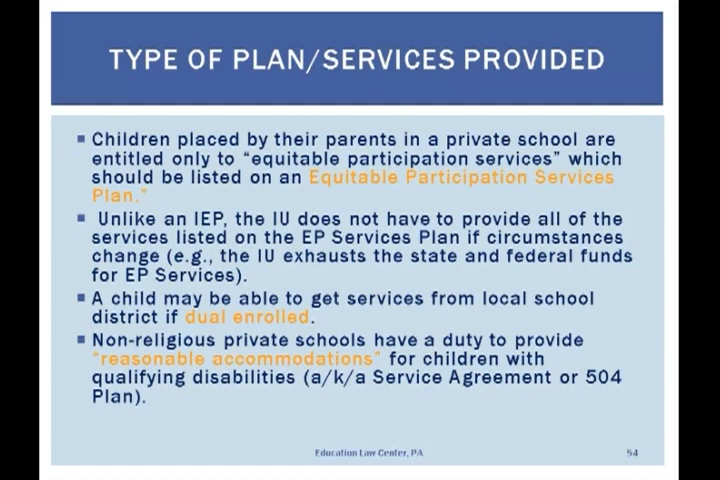 TYPE OF PLAN/SERVICES PROVIDED
Children placed by their parents in a private school are
entitled only to "equitable participation services" which
should be listed on an Equitable Participation Services
Plan."
Unlike an IEP, the IU does not have to provide all of the
services listed on the EP Services Plan if circumstances
change (e.g., the IU exhausts the state and federal funds
for EP Services).
A child may be able to get services from local school
district if dual enrolled.
Non-religious private schools have a duty to provide
"reasonable accommodations" for children with
qualifying disabilities (a/k/a Service Agreement or 504
Plan).
Education Law Center, PA
54